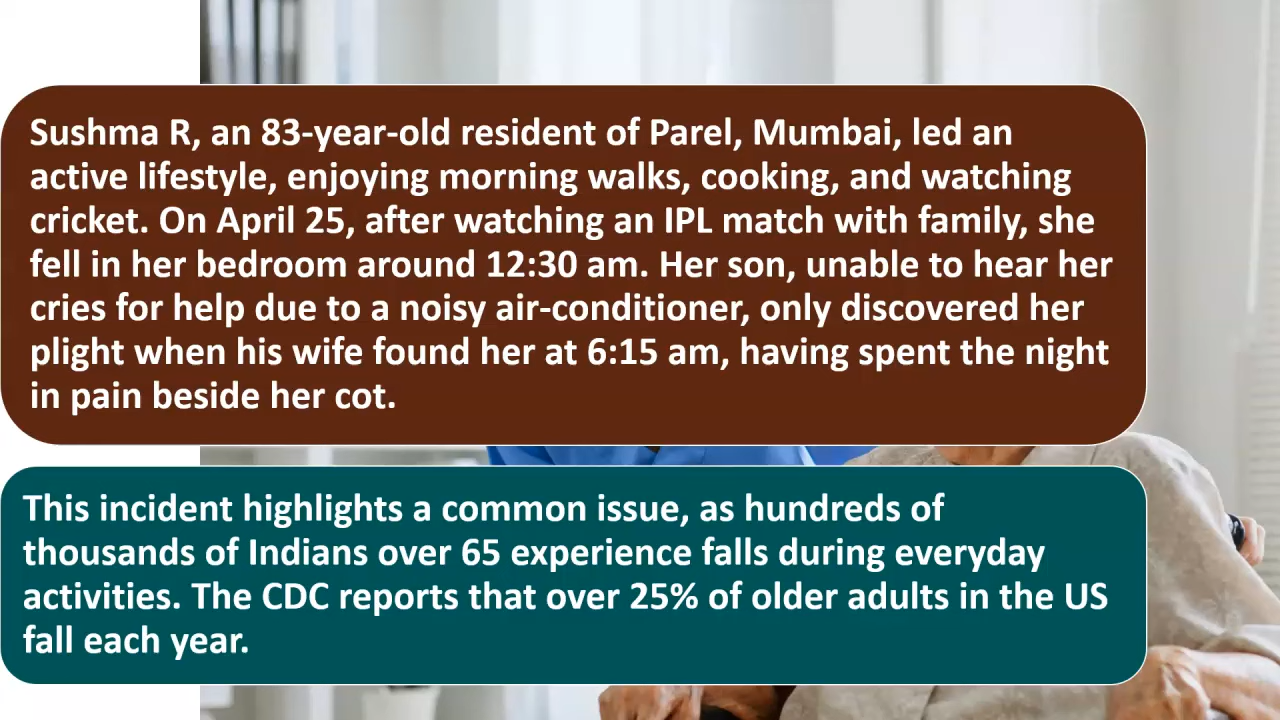 Sushma R, an 83-year-old resident of Parel, Mumbai, led an
active lifestyle, enjoying morning walks, cooking, and watching
cricket. On April 25, after watching an IPL match with family, she
fell in her bedroom around 12:30 am. Her son, unable to hear her
cries for help due to a noisy air-conditioner, only discovered her
plight when his wife found her at 6:15 am, having spent the night
in pain beside her cot.
This incident highlights a common issue, as hundreds of
thousands of Indians over 65 experience falls during everyday
activities. The CDC reports that over 25% of older adults in the US
fall each year.